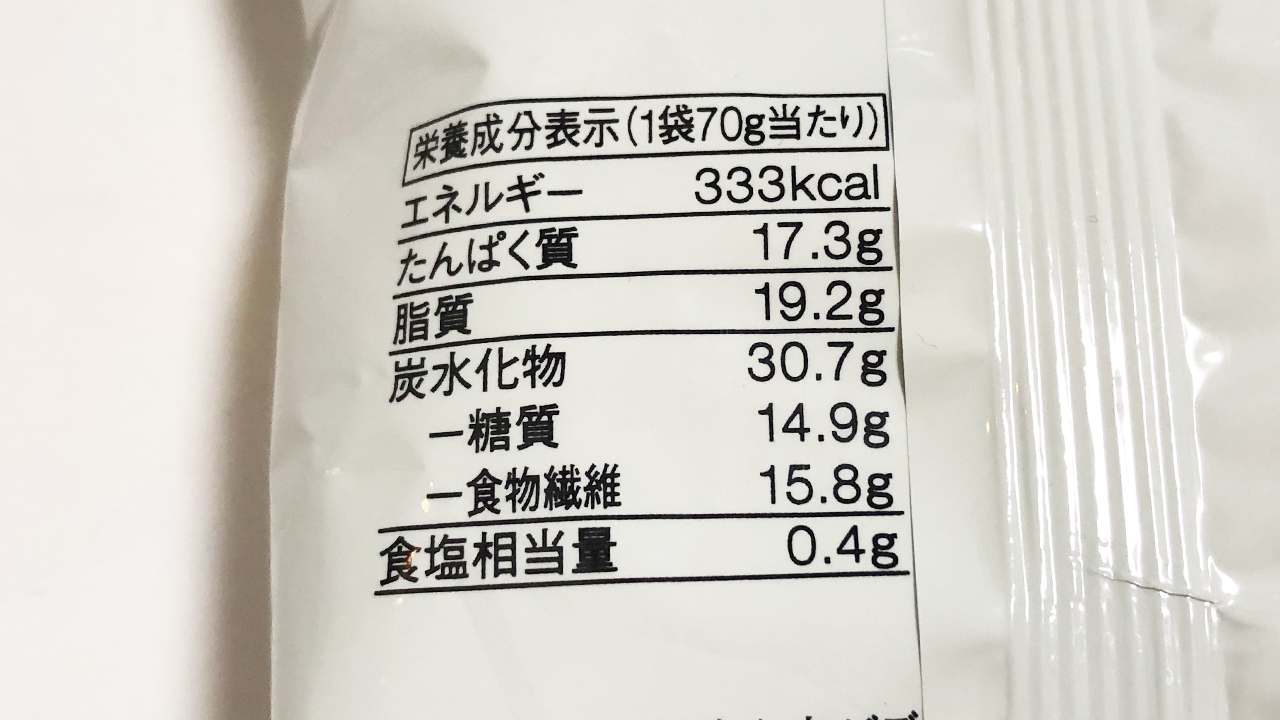 栄養成分表示(1袋70g当たり)
エネルギー 333kcal
たんぱく質 17.3g
脂質 19.2g
炭水化物 30.7g
ー糖質 14.9g
ー食物繊維 15.8g
食塩相当量 0.4g